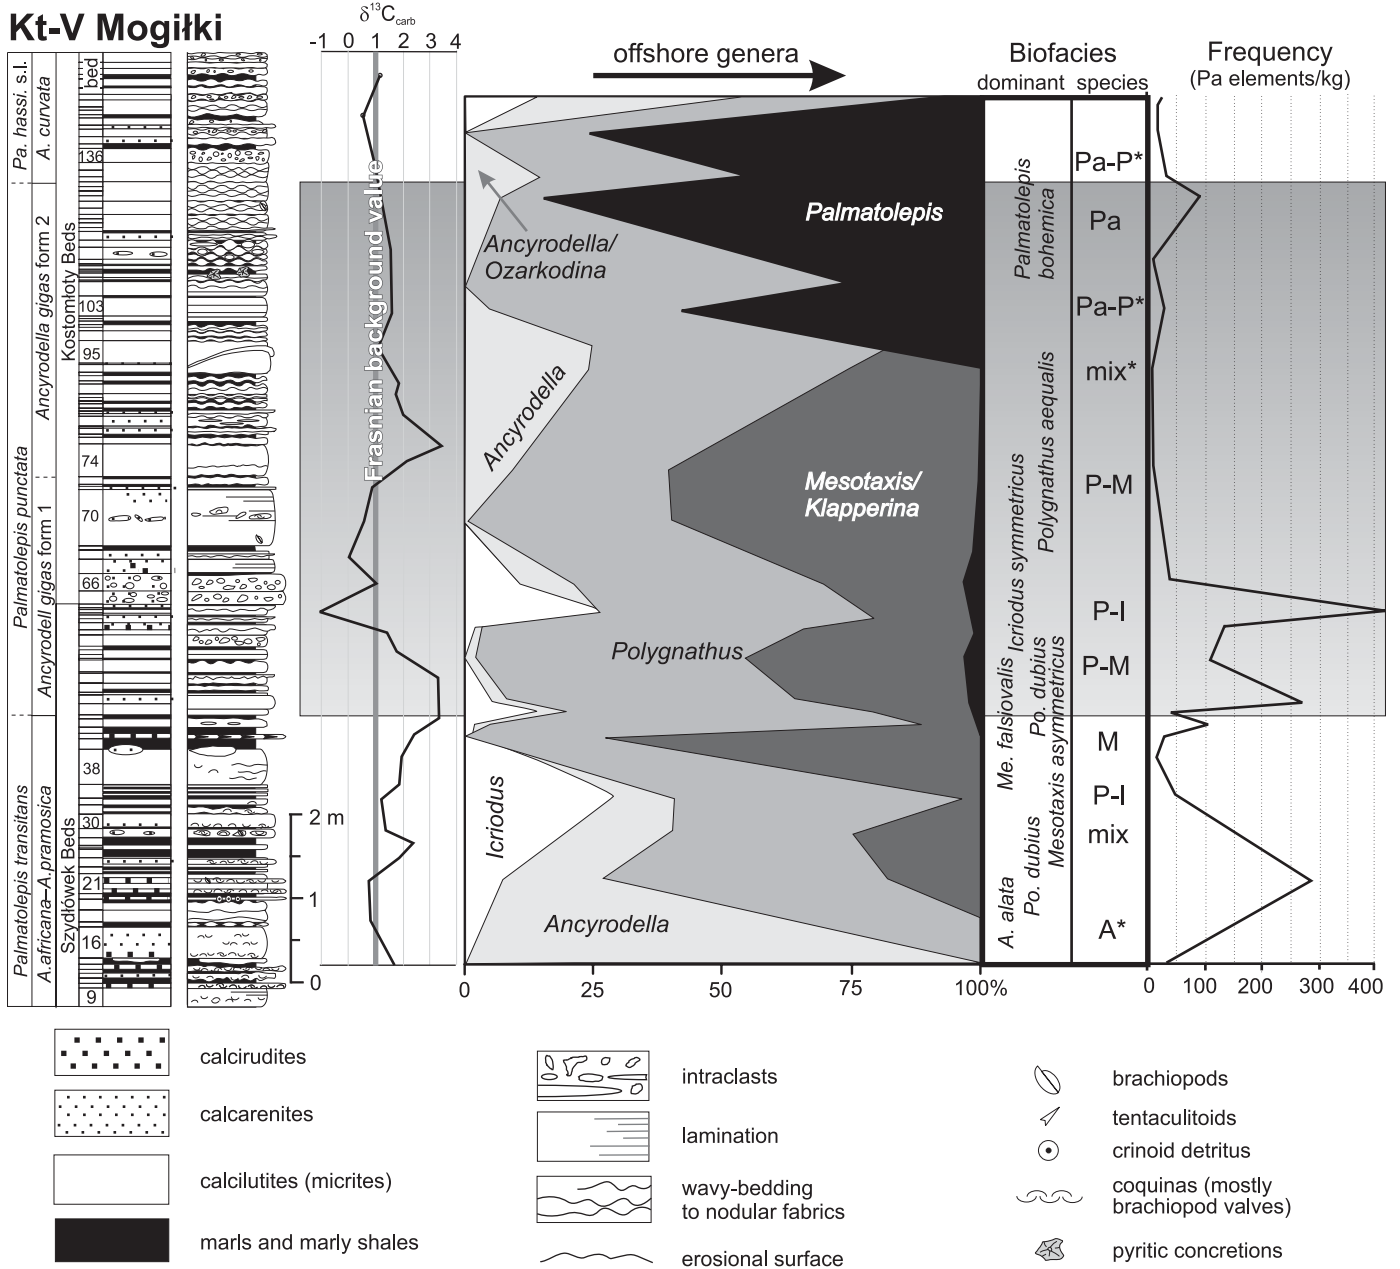 Kt-V Mogiłki
δ13Ccarb
-1 0 1 2 3 4
offshore genera
Biofacies
dominant species
Frequency
(Pa elements/kg)
bed
Pa. hassi. s.l.
A. curvata
Palmatolepis punctata
Ancyrodella gigas form 2
Ancyrodell gigas form 1
Palmatolepis transitans
A.africana–A.pramosica
Kostomłoty Beds
Szydłówek Beds
136
103
95
74
70
66
38
30
21
16
9
2 m
1
0
Frasnian background value
Ancyrodella/
Ozarkodina
Palmatolepis
Ancyrodella
Mesotaxis/
Klapperina
Polygnathus
Icriodus
Ancyrodella
Palmatolepis
bohemica
Polygnathus aequalis
Icriodus symmetricus
Me. falsiovalis
Po. dubius
Mesotaxis asymmetricus
Po. dubius
A. alata
Pa-P*
Pa
Pa-P*
mix*
P-M
P-I
P-M
M
P-I
mix
A*
0 25 50 75 100%
0 100 200 300 400
calcirudites
calcarenites
calcilutites (micrites)
marls and marly shales
intraclasts
lamination
wavy-bedding
to nodular fabrics
erosional surface
brachiopods
tentaculitoids
crinoid detritus
coquinas (mostly
brachiopod valves)
pyritic concretions